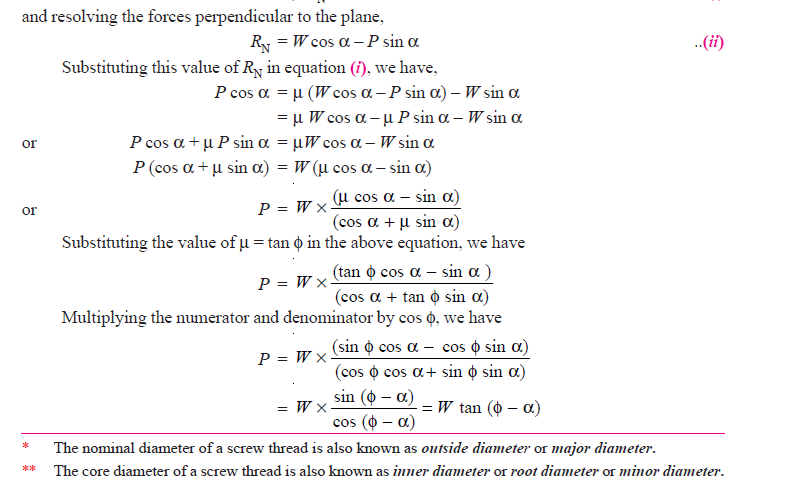 and resolving the forces perpendicular to the plane,
R_N = W cos α – P sin α ..(ii)
Substituting this value of R_N in equation (i), we have,
P cos α = μ (W cos α – P sin α) – W sin α
= μ W cos α – μ P sin α – W sin α
or P cos α + μ P sin α = μW cos α – W sin α
P (cos α + μ sin α) = W (μ cos α – sin α)
or P = W × (μ cos α – sin α) / (cos α + μ sin α)
Substituting the value of μ = tan ϕ in the above equation, we have
P = W × (tan ϕ cos α – sin α ) / (cos α + tan ϕ sin α)
Multiplying the numerator and denominator by cos ϕ, we have
P = W × (sin ϕ cos α – cos ϕ sin α) / (cos ϕ cos α + sin ϕ sin α)
= W × sin (ϕ – α) / cos (ϕ – α) = W tan (ϕ – α)
* The nominal diameter of a screw thread is also known as outside diameter or major diameter.
** The core diameter of a screw thread is also known as inner diameter or root diameter or minor diameter.